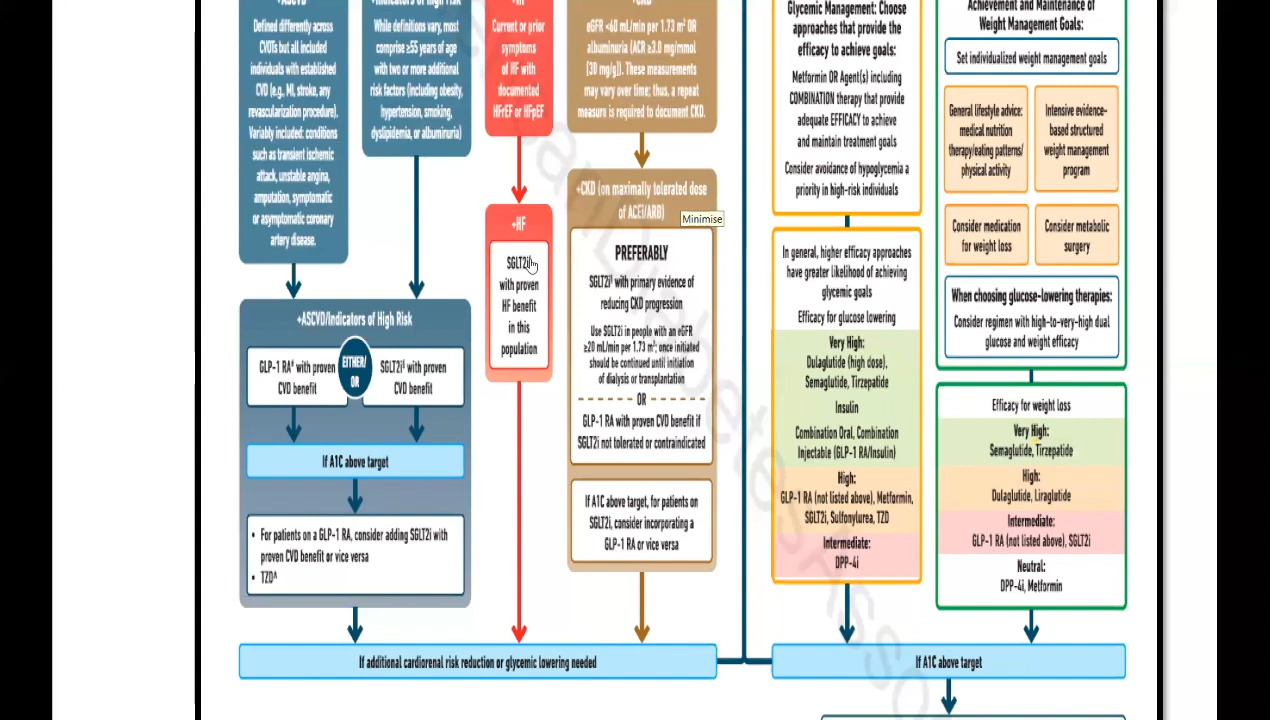 +ASCVD
Defined differently across
CVOTs but all included
individuals with established
CVD (e.g., MI, stroke, any
revascularization procedure).
Variably included: conditions
such as transient ischemic
attack, unstable angina,
amputation, symptomatic
or asymptomatic coronary
artery disease.
+Indicators of High Risk
While definitions vary, most
comprise ≥55 years of age
with two or more additional
risk factors (including obesity,
hypertension, smoking,
dyslipidemia, or albuminuria)
+HF
Current or prior
symptoms
of HF with
documented
HFrEF or HFpEF
+CKD
eGFR <60 mL/min per 1.73 m² OR
albuminuria (ACR ≥3.0 mg/mmol
[30 mg/g]). These measurements
may vary over time; thus, a repeat
measure is required to document CKD.
+ASCVD/Indicators of High Risk
GLP-1 RA# with proven
CVD benefit
EITHER/
OR
SGLT2i§ with proven
CVD benefit
If A1C above target
• For patients on a GLP-1 RA, consider adding SGLT2i with
proven CVD benefit or vice versa
• TZD^
+HF
SGLT2i§
with proven
HF benefit
in this
population
+CKD (on maximally tolerated dose
of ACEi/ARB)
Minimise
PREFERABLY
SGLT2i§ with primary evidence of
reducing CKD progression
Use SGLT2i in people with an eGFR
≥20 mL/min per 1.73 m²; once initiated
should be continued until initiation
of dialysis or transplantation
OR
GLP-1 RA with proven CVD benefit if
SGLT2i not tolerated or contraindicated
If A1C above target, for patients on
SGLT2i, consider incorporating a
GLP-1 RA or vice versa
If additional cardiorenal risk reduction or glycemic lowering needed
Glycemic Management: Choose
approaches that provide the
efficacy to achieve goals:
Metformin OR Agent(s) including
COMBINATION therapy that provide
adequate EFFICACY to achieve
and maintain treatment goals
Consider avoidance of hypoglycemia a
priority in high-risk individuals
In general, higher efficacy approaches
have greater likelihood of achieving
glycemic goals
Efficacy for glucose lowering
Very High:
Dulaglutide (high dose),
Semaglutide, Tirzepatide
Insulin
Combination Oral, Combination
Injectable (GLP-1 RA/Insulin)
High:
GLP-1 RA (not listed above), Metformin,
SGLT2i, Sulfonylurea, TZD
Intermediate:
DPP-4i
Achievement and Maintenance of
Weight Management Goals:
Set individualized weight management goals
General lifestyle advice:
medical nutrition
therapy/eating patterns/
physical activity
Intensive evidence-
based structured
weight management
program
Consider medication
for weight loss
Consider metabolic
surgery
When choosing glucose-lowering therapies:
Consider regimen with high-to-very-high dual
glucose and weight efficacy
Efficacy for weight loss
Very High:
Semaglutide, Tirzepatide
High:
Dulaglutide, Liraglutide
Intermediate:
GLP-1 RA (not listed above), SGLT2i
Neutral:
DPP-4i, Metformin
If A1C above target